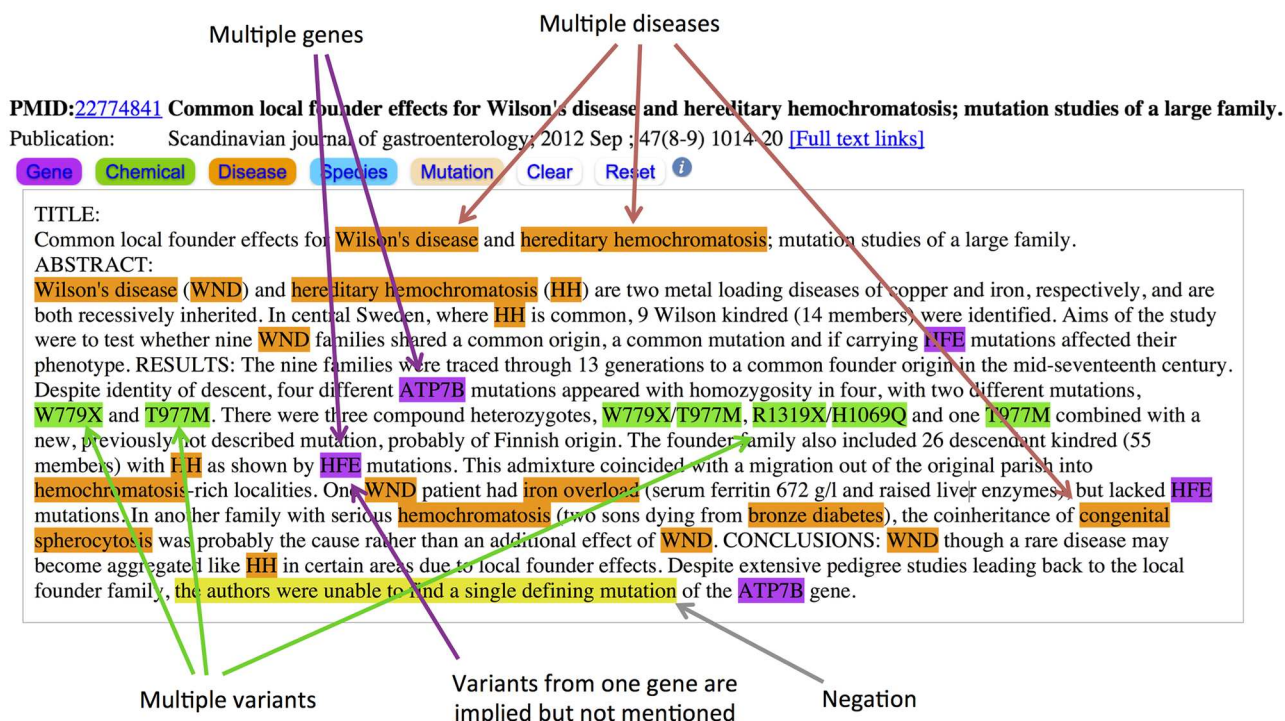 Multiple genes
Multiple diseases
PMID:22774841 Common local founder effects for Wilson's disease and hereditary hemochromatosis; mutation studies of a large family.
Publication: Scandinavian journal of gastroenterology; 2012 Sep ; 47(8-9) 1014-20 [Full text links]
Gene Chemical Disease Species Mutation Clear Reset i
TITLE:
Common local founder effects for Wilson's disease and hereditary hemochromatosis; mutation studies of a large family.
ABSTRACT:
Wilson's disease (WND) and hereditary hemochromatosis (HH) are two metal loading diseases of copper and iron, respectively, and are
both recessively inherited. In central Sweden, where HH is common, 9 Wilson kindred (14 members) were identified. Aims of the study
were to test whether nine WND families shared a common origin, a common mutation and if carrying HFE mutations affected their
phenotype. RESULTS: The nine families were traced through 13 generations to a common founder origin in the mid-seventeenth century.
Despite identity of descent, four different ATP7B mutations appeared with homozygosity in four, with two different mutations,
W779X and T977M. There were three compound heterozygotes, W779X/T977M, R1319X/H1069Q and one T977M combined with a
new, previously not described mutation, probably of Finnish origin. The founder family also included 26 descendant kindred (55
members) with HH as shown by HFE mutations. This admixture coincided with a migration out of the original parish into
hemochromatosis-rich localities. One WND patient had iron overload (serum ferritin 672 g/l and raised liver enzymes) but lacked HFE
mutations. In another family with serious hemochromatosis (two sons dying from bronze diabetes), the coinheritance of congenital
spherocytosis was probably the cause rather than an additional effect of WND. CONCLUSIONS: WND though a rare disease may
become aggregated like HH in certain areas due to local founder effects. Despite extensive pedigree studies leading back to the local
founder family, the authors were unable to find a single defining mutation of the ATP7B gene.
Multiple variants
Variants from one gene are
implied but not mentioned
Negation